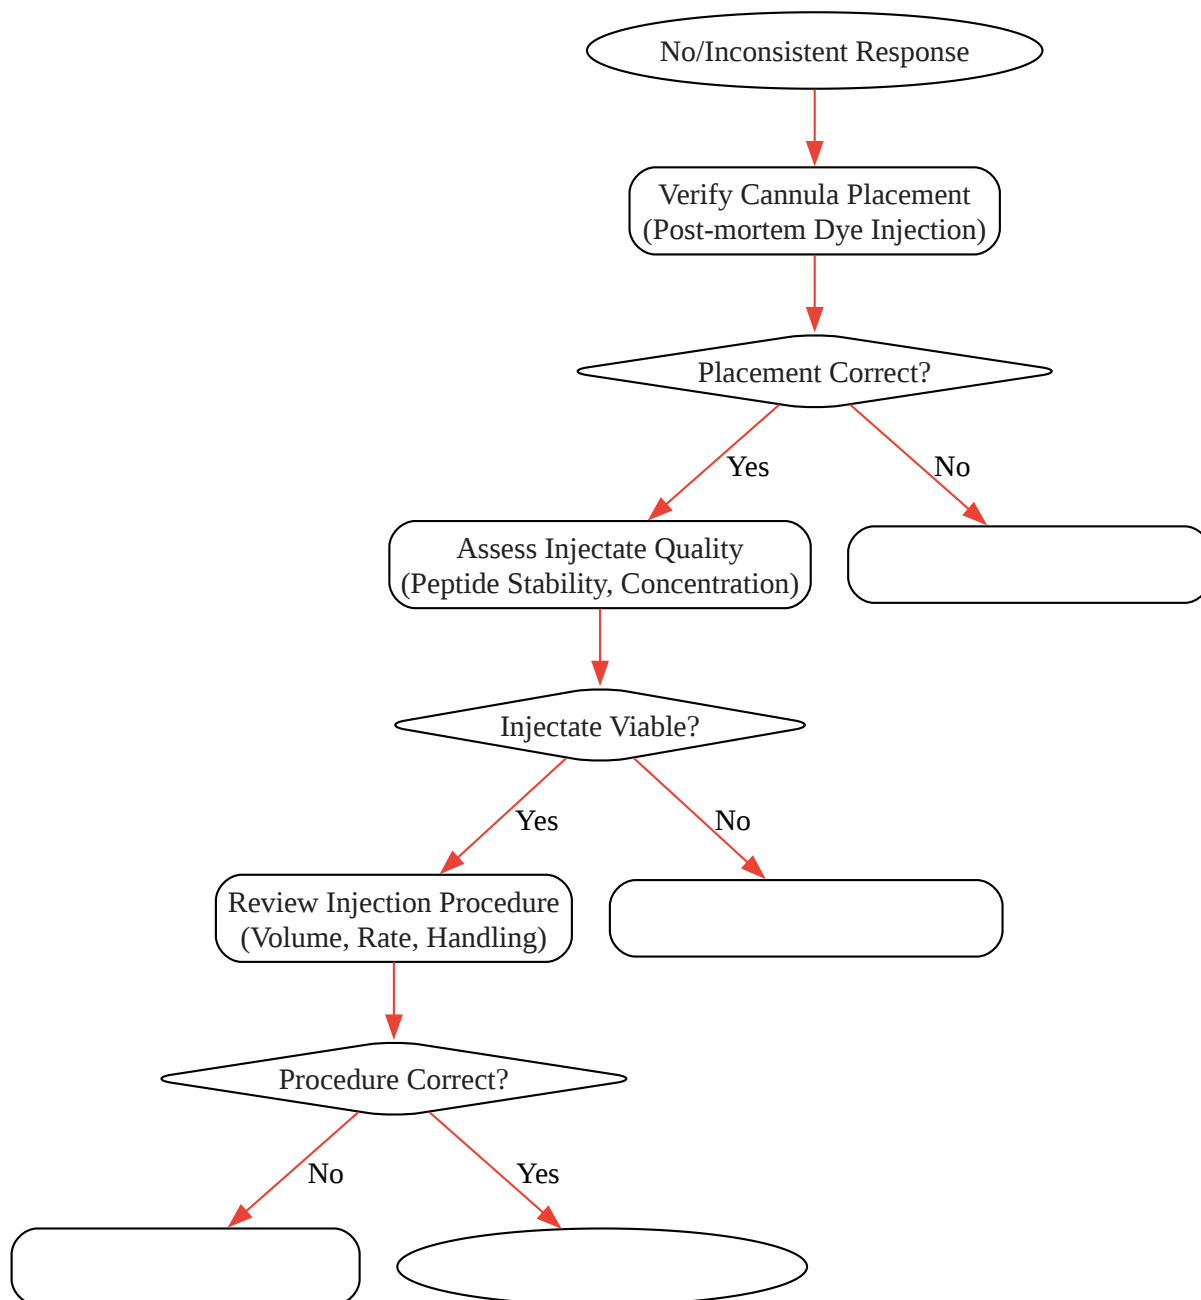 No/Inconsistent Response
Verify Cannula Placement
(Post-mortem Dye Injection)
Placement Correct?
Yes
No
Assess Injectate Quality
(Peptide Stability, Concentration)
Injectate Viable?
Yes
No
Review Injection Procedure
(Volume, Rate, Handling)
Procedure Correct?
No
Yes